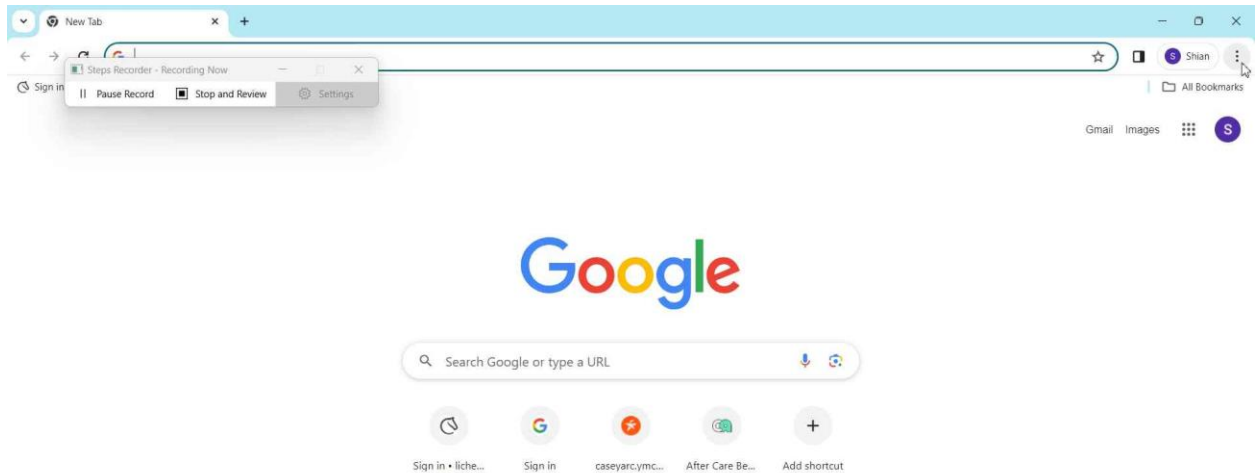 New Tab
Shian
Steps Recorder - Recording Now
Sign in
Pause Record Stop and Review Settings
All Bookmarks
Gmail Images S
Google
Search Google or type a URL
Sign in • liche... Sign in caseyarc.ymc... After Care Be... Add shortcut